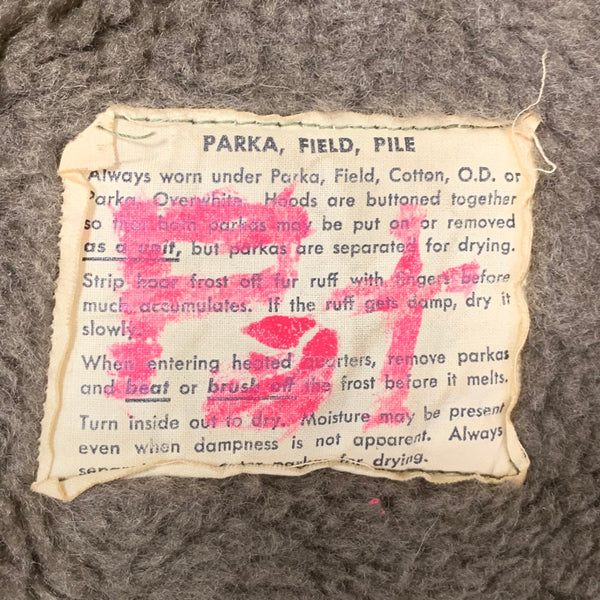 PARKA, FIELD, PILE
Always worn under Parka, Field, Cotton, O.D. or
Parka, Overwhite. Hoods are buttoned together
so that both parkas may be put on or removed
as a unit, but parkas are separated for drying.
Strip hoar frost off fur ruff with fingers before
much accumulates. If the ruff gets damp, dry it
slowly.
When entering heated quarters, remove parkas
and beat or brush off the frost before it melts.
Turn inside out to dry. Moisture may be present
even when dampness is not apparent. Always
parkas for drying.